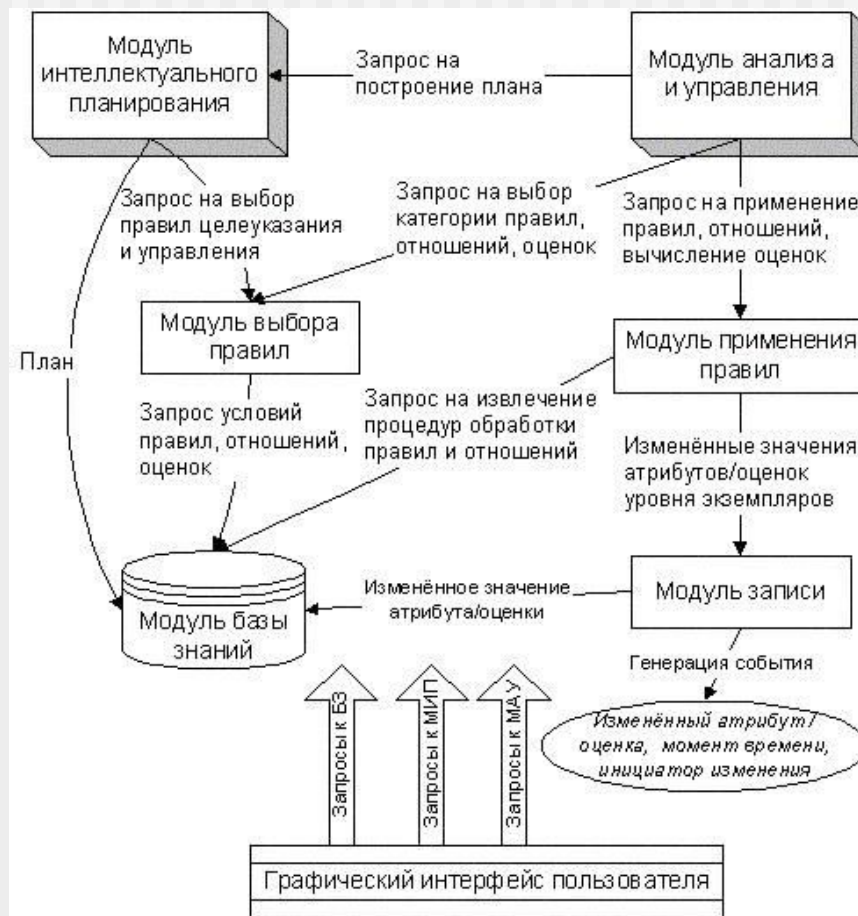 Модуль
интеллектуального
планирования
Запрос на
построение плана
Модуль анализа
и управления
Запрос на выбор
правил целеуказания
и управления
Запрос на выбор
категории правил,
отношений, оценок
Запрос на применение
правил, отношений,
вычисление оценок
Модуль выбора
правил
Модуль применения
правил
План
Запрос условий
правил, отношений,
оценок
Запрос на извлечение
процедур обработки
правил и отношений
Изменённые значения
атрибутов/оценок
уровня экземпляров
Модуль базы
знаний
Изменённое значение
атрибута/оценки
Модуль записи
Генерация события
Изменённый атрибут/
оценка, момент времени,
инициатор изменения
Запросы к БЗ
Запросы к МИП
Запросы к МАУ
Графический интерфейс пользователя